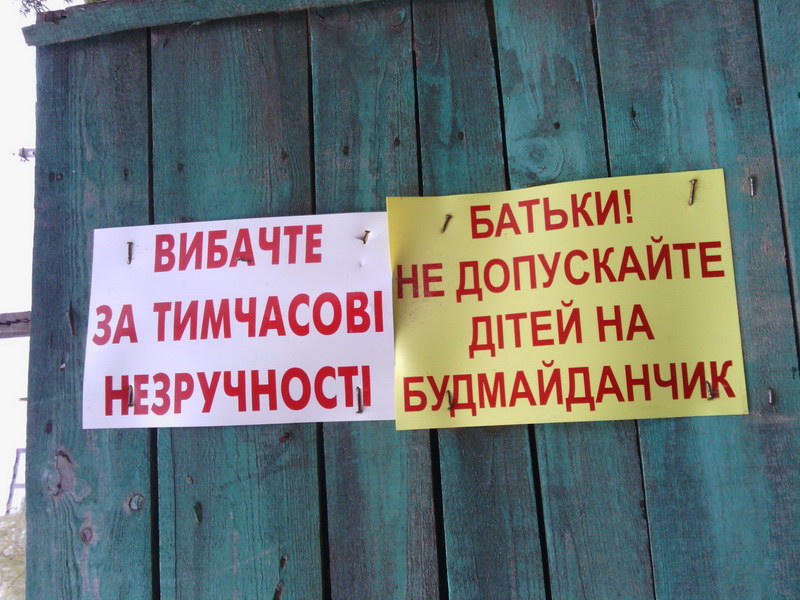 ВИБАЧТЕ
ЗА ТИМЧАСОВІ
НЕЗРУЧНОСТІ
БАТЬКИ!
НЕ ДОПУСКАЙТЕ
ДІТЕЙ НА
БУДМАЙДАНЧИК